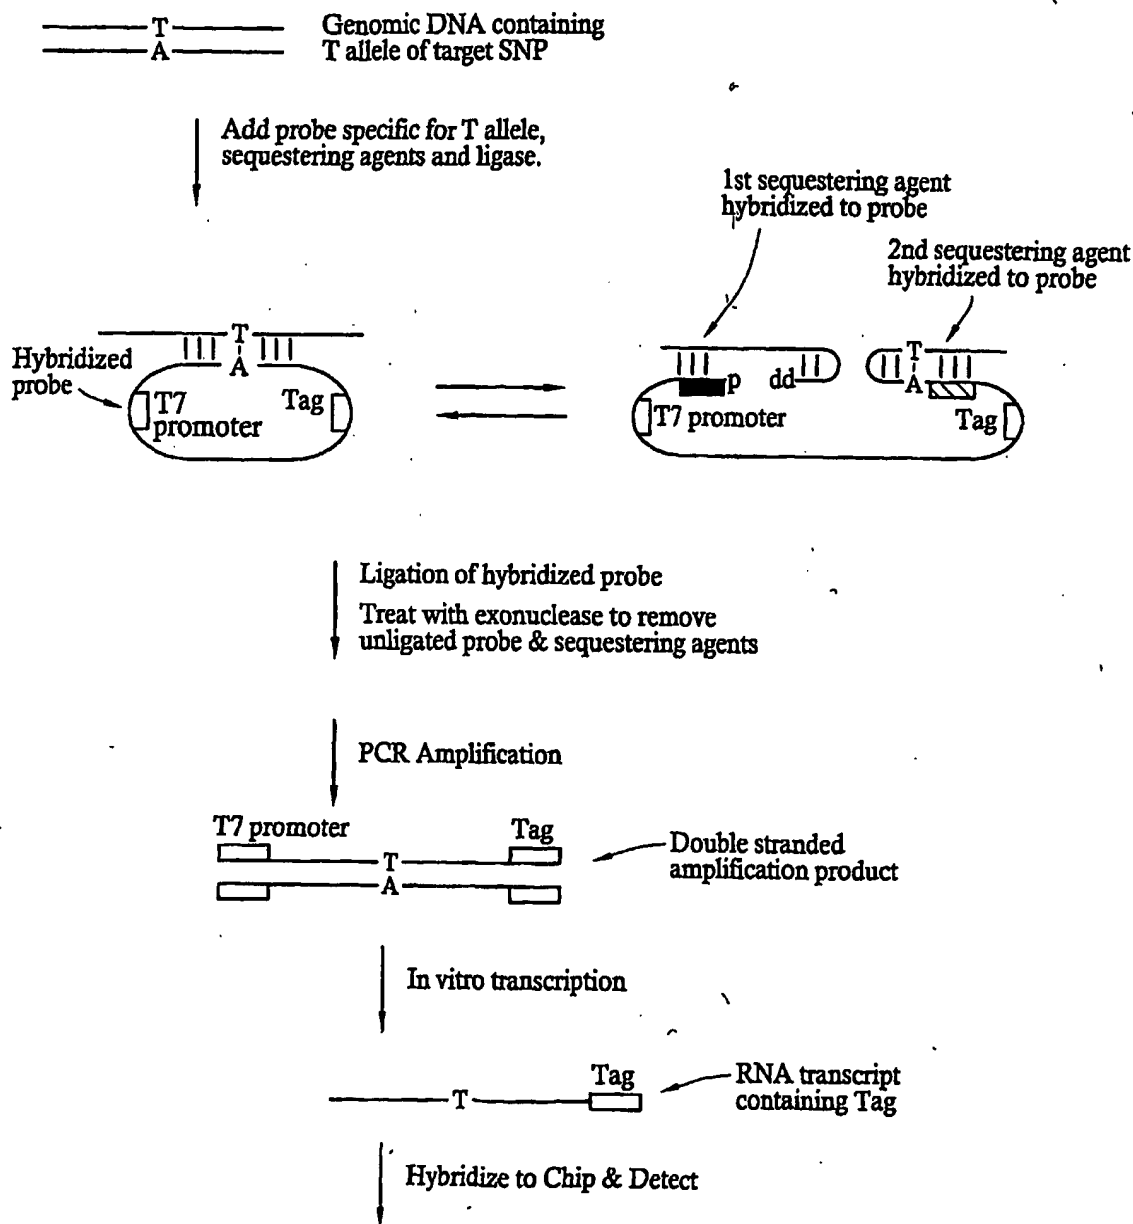 T
A
Genomic DNA containing
T allele of target SNP
Add probe specific for T allele,
sequestering agents and ligase.
1st sequestering agent
hybridized to probe
2nd sequestering agent
hybridized to probe
Hybridized
probe
T
A
T7
promoter
Tag
p
dd
T
A
T7 promoter
Tag
Ligation of hybridized probe
Treat with exonuclease to remove
unligated probe & sequestering agents
PCR Amplification
T7 promoter
Tag
T
A
Double stranded
amplification product
In vitro transcription
Tag
T
RNA transcript
containing Tag
Hybridize to Chip & Detect